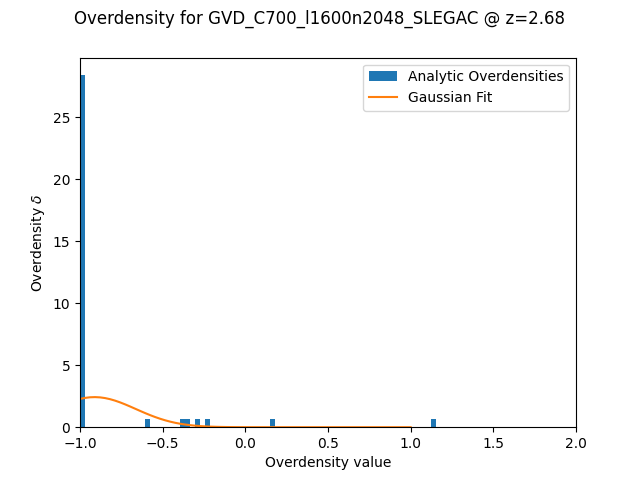 Overdensity for GVD_C700_l1600n2048_SLEGAC @ z=2.68
Analytic Overdensities
Gaussian Fit
Overdensity δ
25
20
15
10
5
0
−1.0 −0.5 0.0 0.5 1.0 1.5 2.0
Overdensity value